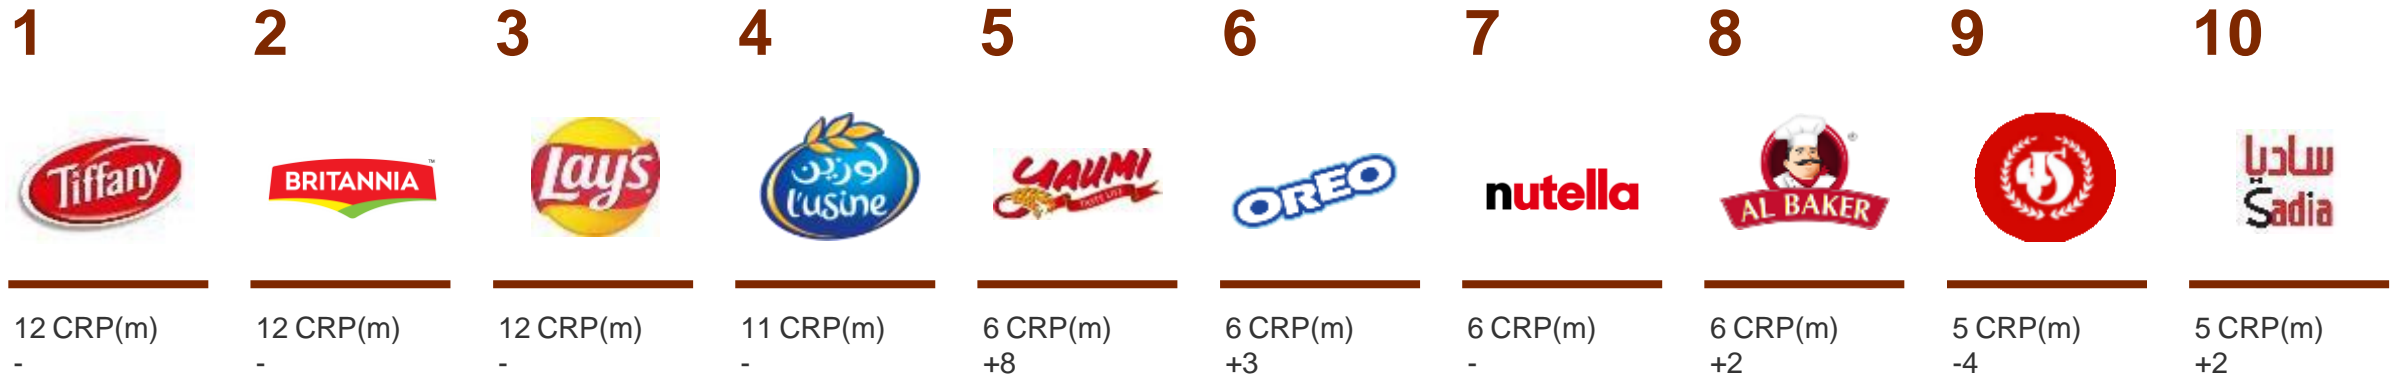 1
2
3
4
5
6
7
8
9
10
Tiffany
BRITANNIA
™
Lay's
لوزين
l'usine
YAUMI
OREO
nutella
®
AL BAKER
ساديا
Sadia
12 CRP(m)
-
12 CRP(m)
-
12 CRP(m)
-
11 CRP(m)
-
6 CRP(m)
+8
6 CRP(m)
+3
6 CRP(m)
-
6 CRP(m)
+2
5 CRP(m)
-4
5 CRP(m)
+2